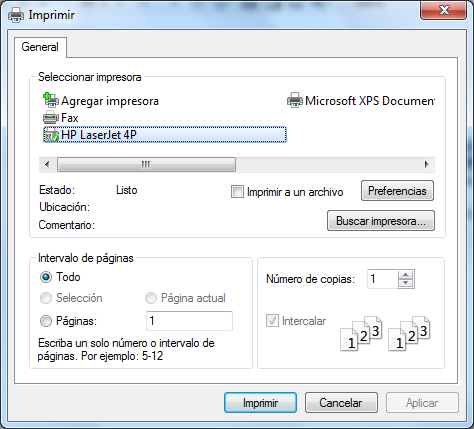 Imprimir
General
Seleccionar impresora
Agregar impresora
Microsoft XPS Documen
Fax
HP LaserJet 4P
Estado: Listo
Imprimir a un archivo
Preferencias
Ubicación:
Comentario:
Buscar impresora...
Intervalo de páginas
Todo
Selección
Página actual
Páginas: 1
Escriba un solo número o intervalo de
páginas. Por ejemplo: 5-12
Número de copias: 1
Intercalar
1 2 3 1 2 3
Imprimir
Cancelar
Aplicar